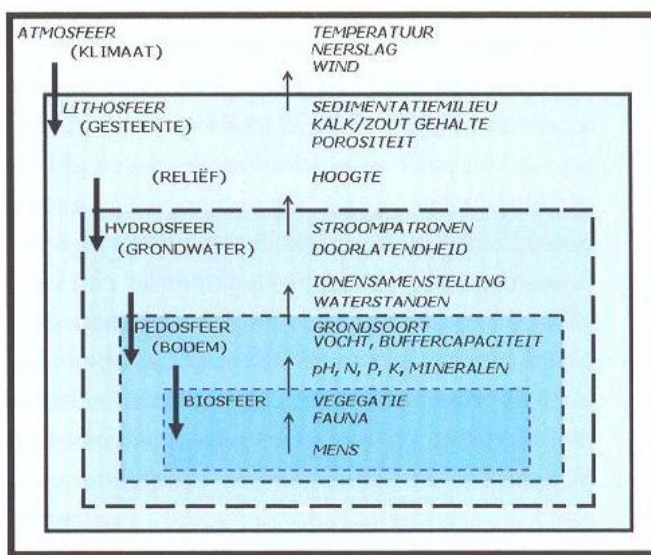 ATMOSFEER TEMPERATUUR
(KLIMAAT) NEERSLAG
WIND
LITHOSFEER SEDIMENTATIEMILIEU
(GESTEENTE) KALK/ZOUT GEHALTE
POROSITEIT
(RELIËF) HOOGTE
HYDROSFEER STROOMPATRONEN
(GRONDWATER) DOORLATENDHEID
IONENSAMENSTELLING
WATERSTANDEN
PEDOSFEER GRONDSOORT
(BODEM) VOCHT, BUFFERCAPACITEIT
pH, N, P, K, MINERALEN
BIOSFEER VEGEGATIE
FAUNA
MENS